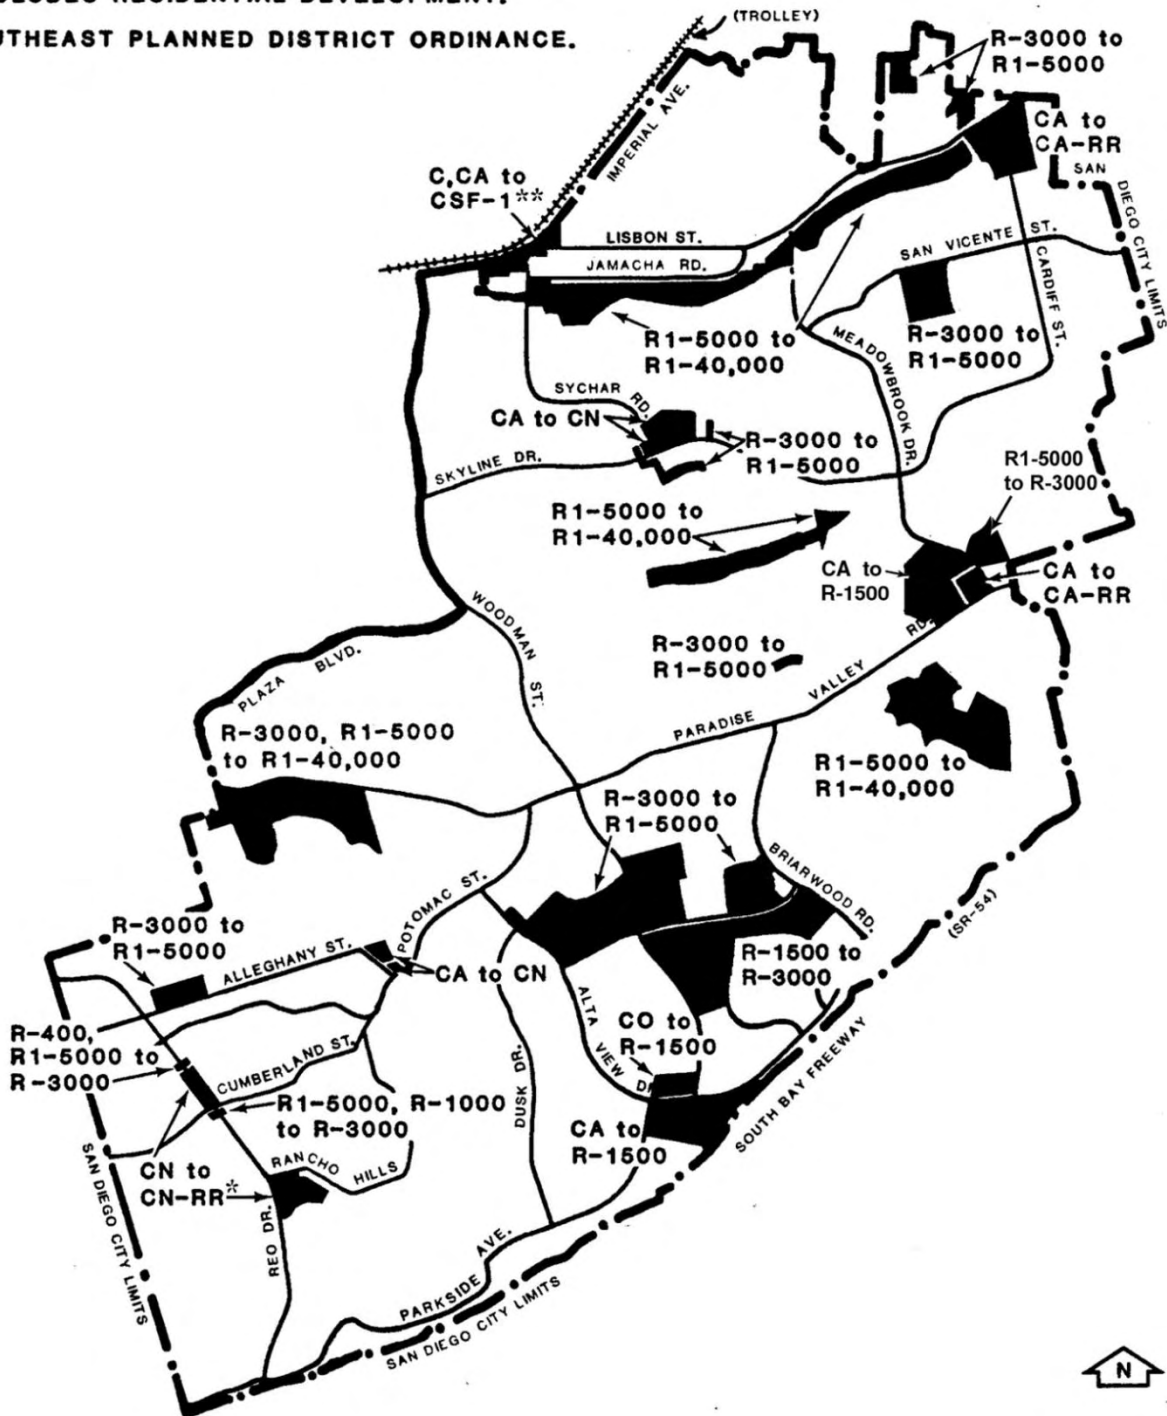 UTHEAST PLANNED DISTRICT ORDINANCE.
(TROLLEY)
R-3000 to
R1-5000
IMPERIAL AVE.
CA to
CA-RR
C,CA to
CSF-1**
SAN DIEGO CITY LIMITS
LISBON ST.
JAMACHA RD.
SAN VICENTE ST.
CARDIFF ST.
R1-5000 to
R1-40,000
R-3000 to
R1-5000
MEADOWBROOK DR.
SYCHAR RD.
CA to CN
R-3000 to
R1-5000
SKYLINE DR.
R1-5000
to R-3000
R1-5000 to
R1-40,000
CA to
R-1500
CA to
CA-RR
WOODMAN ST.
R-3000 to
R1-5000
PLAZA BLVD.
PARADISE VALLEY RD.
R-3000, R1-5000
to R1-40,000
R1-5000 to
R1-40,000
R-3000 to
R1-5000
BRIARWOOD RD.
POTOMAC ST.
(SR-54)
R-3000 to
R1-5000
ALLEGHANY ST.
CA to CN
R-1500 to
R-3000
ALTA VIEW DR
CO to
R-1500
R-400,
R1-5000 to
R-3000
CUMBERLAND ST.
DUSK DR.
SOUTH BAY FREEWAY
R1-5000, R-1000
to R-3000
CA to
R-1500
RANCHO HILLS
CN to
CN-RR*
SAN DIEGO CITY LIMITS
REO DR.
PARKSIDE AVE.
SAN DIEGO CITY LIMITS
N